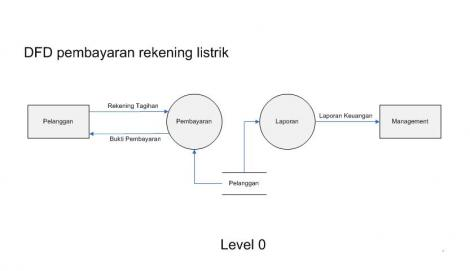 DFD pembayaran rekening listrik
Rekening Tagihan
Pelanggan
Pembayaran
Bukti Pembayaran
Laporan
Laporan Keuangan
Management
Pelanggan
Level 0